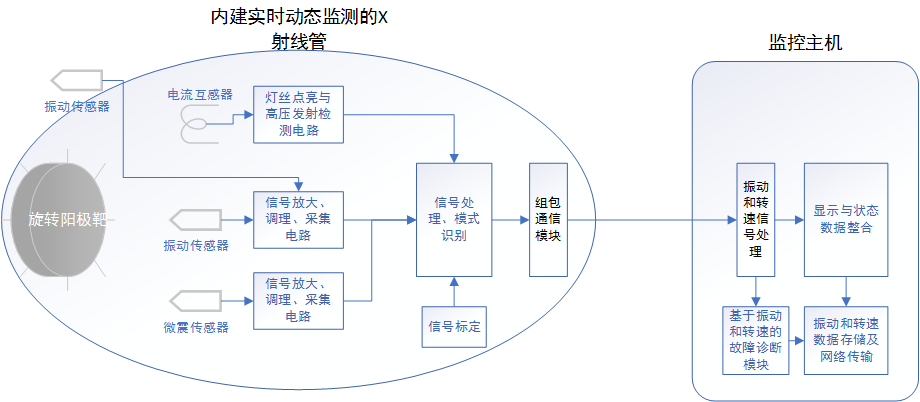 内建实时动态监测的X
射线管
监控主机
振动传感器
电流互感器
灯丝点亮与
高压发射检
测电路
旋转阳极靶
振动传感器
信号放大、
调理、采集
电路
信号处
理、模式
识别
组包
通信
模块
振动
和转
速信
号处
理
显示与状态
数据整合
微震传感器
信号放大、
调理、采集
电路
信号标定
基于振动
和转速的
故障诊断
模块
振动和转速
数据存储及
网络传输